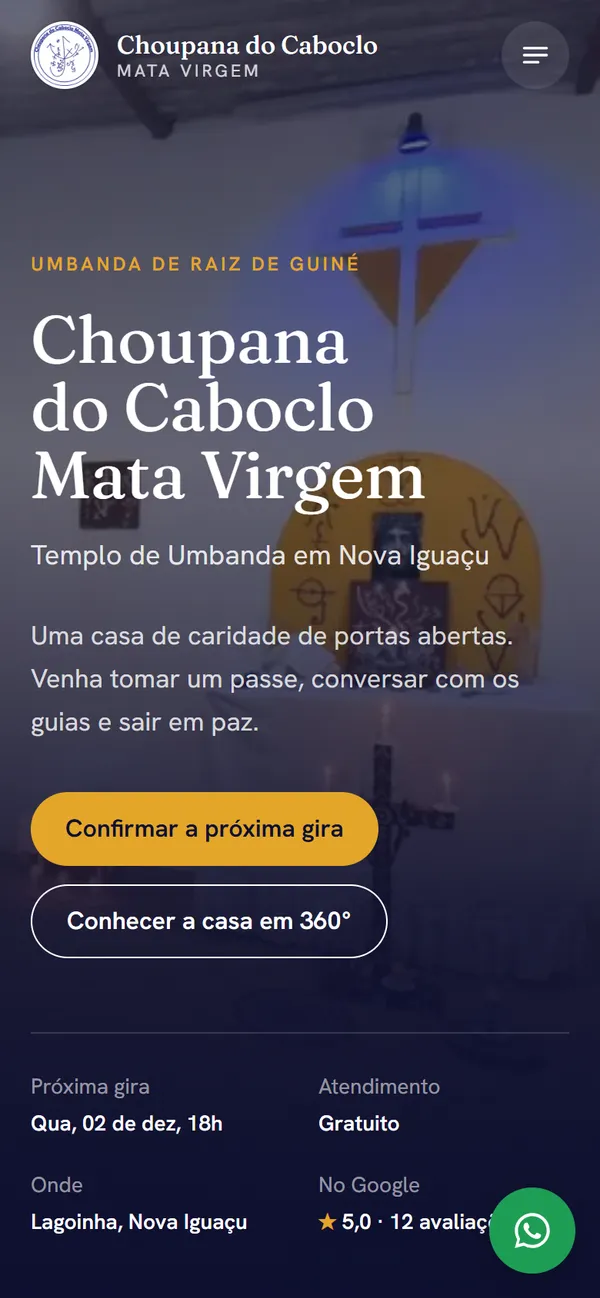 Choupana do Caboclo
MATA VIRGEM
UMBANDA DE RAIZ DE GUINÉ
Choupana
do Caboclo
Mata Virgem
Templo de Umbanda em Nova Iguaçu
Uma casa de caridade de portas abertas.
Venha tomar um passe, conversar com os
guias e sair em paz.
Confirmar a próxima gira
Conhecer a casa em 360°
Próxima gira
Qua, 02 de dez, 18h
Atendimento
Gratuito
Onde
Lagoinha, Nova Iguaçu
No Google
★ 5,0 · 12